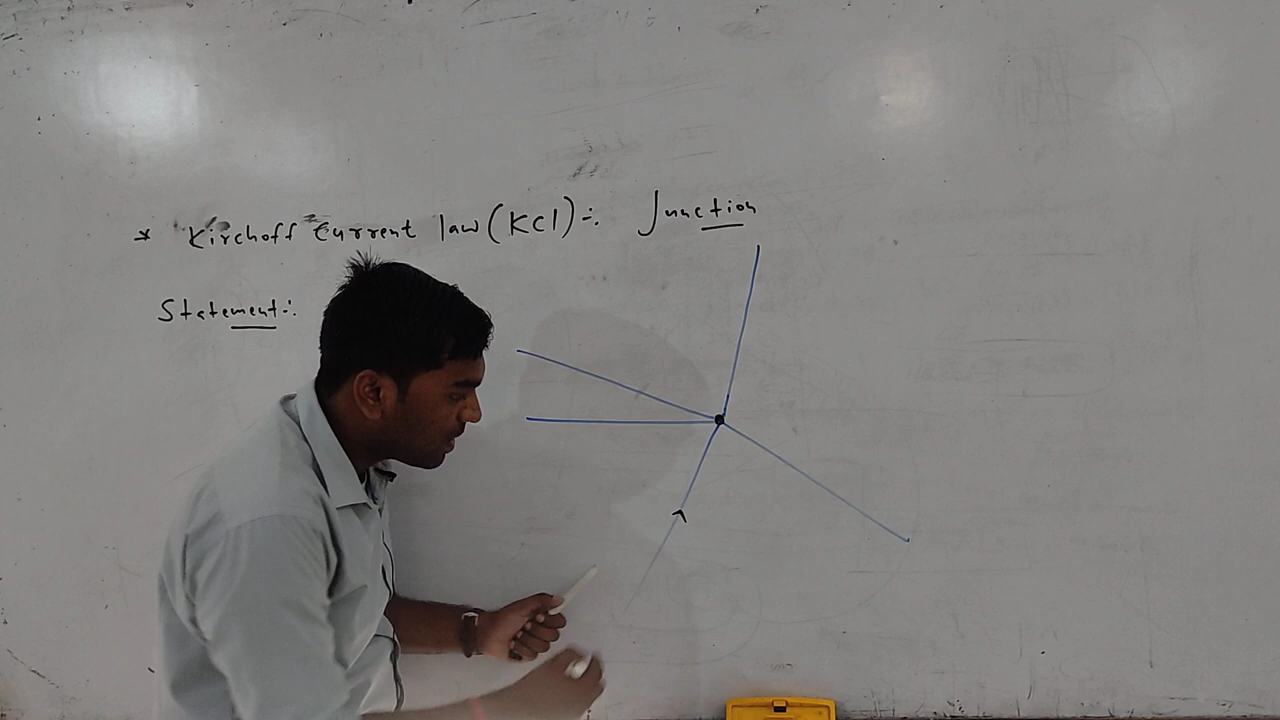 * Kirchoff Current law (KCl) :- Junction
Statement :-